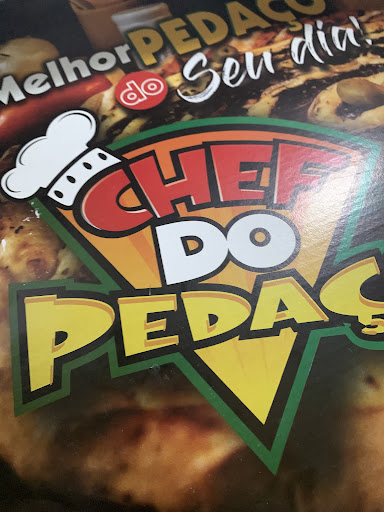 Melhor PEDAÇO
do Seu dia!
CHEF
DO
PEDAÇ